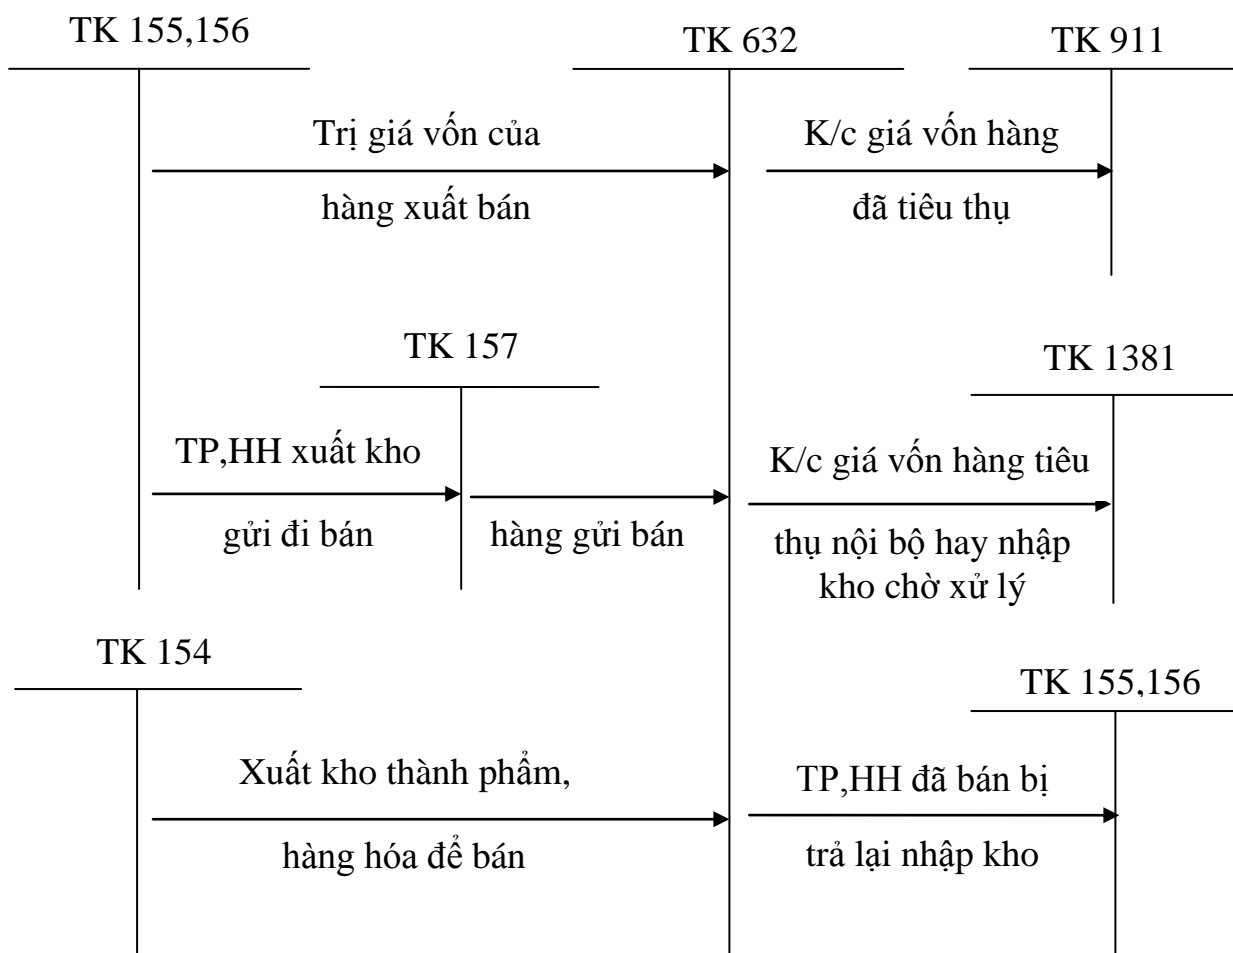 TK 155,156
TK 632
TK 911
Trị giá vốn của
hàng xuất bán
K/c giá vốn hàng
đã tiêu thụ
TK 157
TK 1381
TP,HH xuất kho
gửi đi bán
hàng gửi bán
K/c giá vốn hàng tiêu
thụ nội bộ hay nhập
kho chờ xử lý
TK 154
TK 155,156
Xuất kho thành phẩm,
hàng hóa để bán
TP,HH đã bán bị
trả lại nhập kho